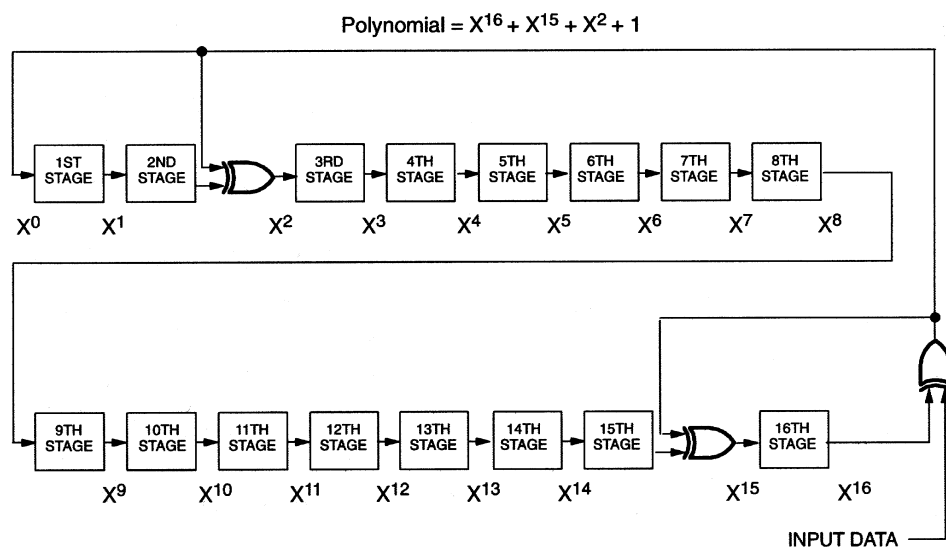 Polynomial = X16 + X15 + X2 + 1
1ST STAGE
2ND STAGE
3RD STAGE
4TH STAGE
5TH STAGE
6TH STAGE
7TH STAGE
8TH STAGE
X0 X1 X2 X3 X4 X5 X6 X7 X8
9TH STAGE
10TH STAGE
11TH STAGE
12TH STAGE
13TH STAGE
14TH STAGE
15TH STAGE
16TH STAGE
X9 X10 X11 X12 X13 X14 X15 X16
INPUT DATA